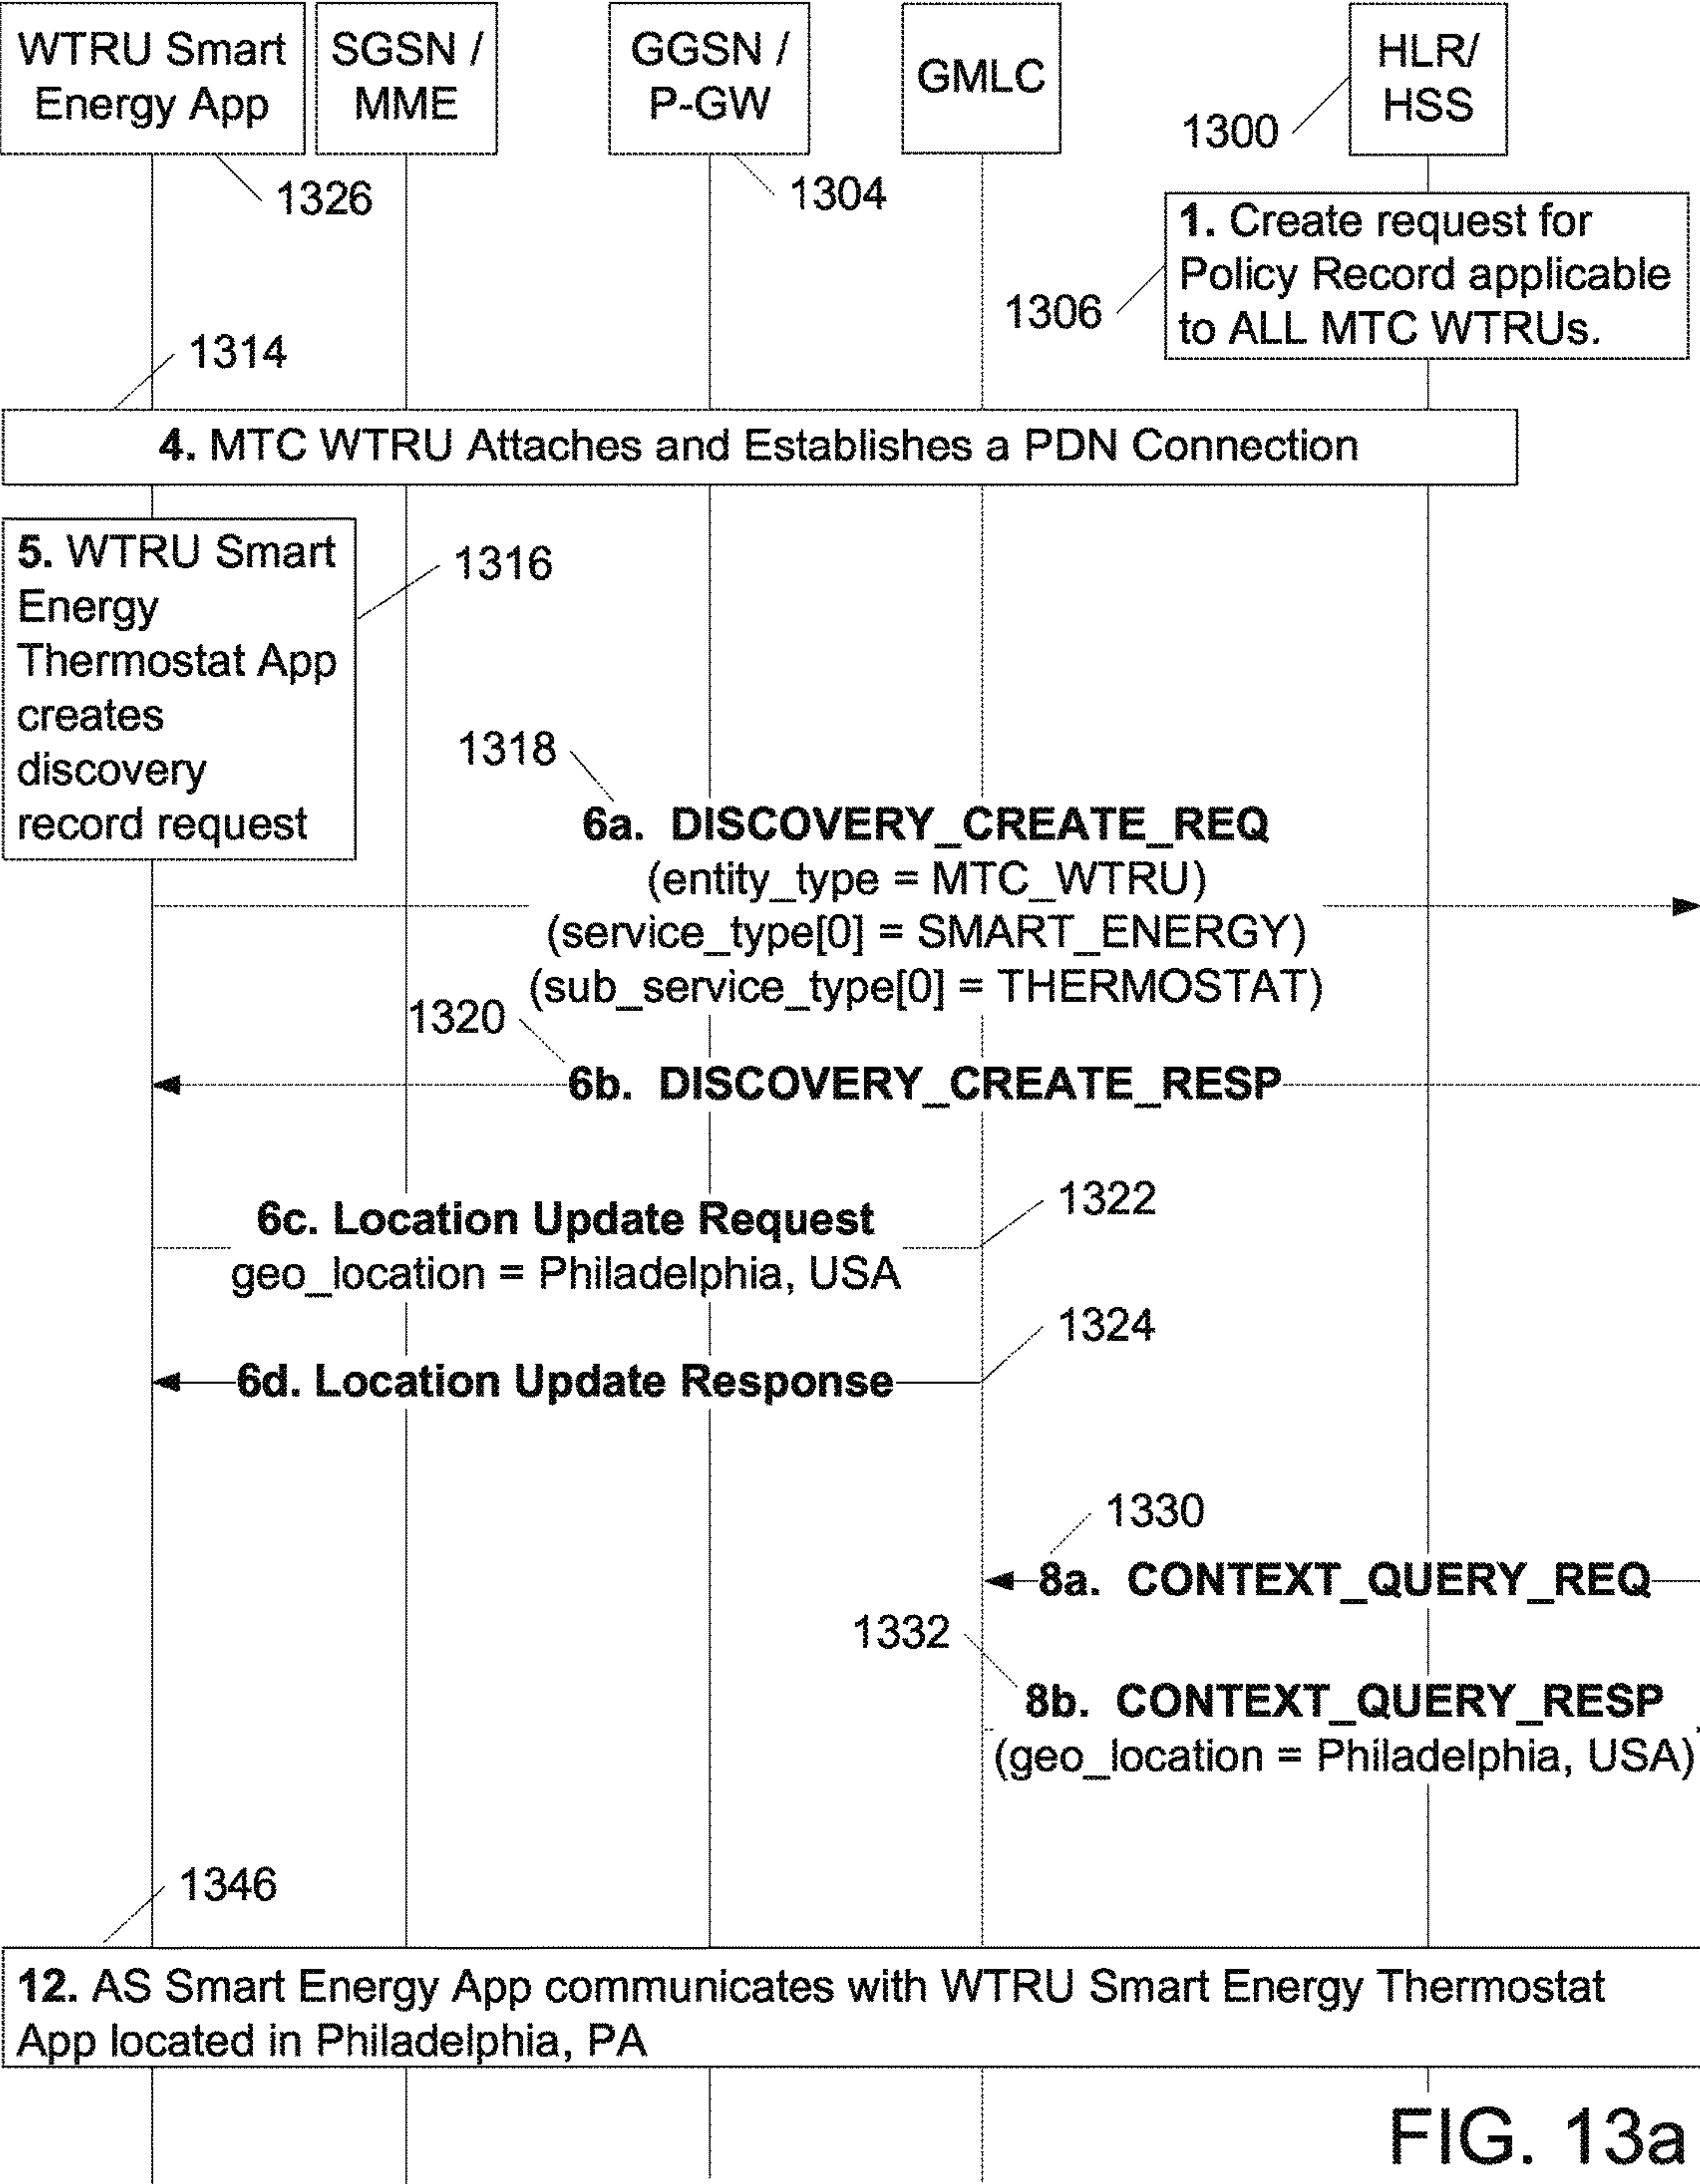 WTRU Smart
Energy App
SGSN /
MME
GGSN /
P-GW
GMLC
HLR/
HSS
1300
1326
1304
1. Create request for
Policy Record applicable
to ALL MTC WTRUs.
1306
1314
4. MTC WTRU Attaches and Establishes a PDN Connection
5. WTRU Smart
Energy
Thermostat App
creates
discovery
record request
1316
1318
6a. DISCOVERY_CREATE_REQ
(entity_type = MTC_WTRU)
(service_type[0] = SMART_ENERGY)
(sub_service_type[0] = THERMOSTAT)
1320
6b. DISCOVERY_CREATE_RESP
1322
6c. Location Update Request
geo_location = Philadelphia, USA
1324
6d. Location Update Response
1330
8a. CONTEXT_QUERY_REQ
1332
8b. CONTEXT_QUERY_RESP
(geo_location = Philadelphia, USA)
1346
12. AS Smart Energy App communicates with WTRU Smart Energy Thermostat
App located in Philadelphia, PA
FIG. 13a